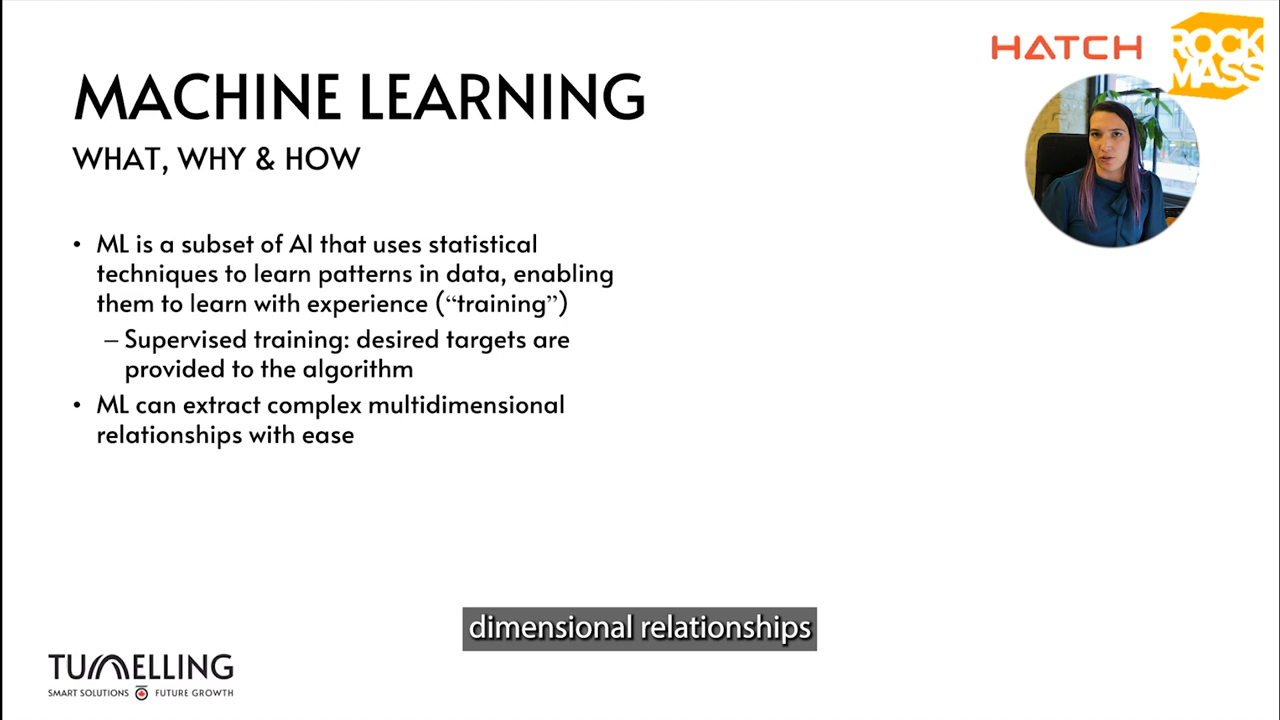 HATCH
ROCK
MASS
MACHINE LEARNING
WHAT, WHY & HOW
• ML is a subset of AI that uses statistical
techniques to learn patterns in data, enabling
them to learn with experience (“training”)
– Supervised training: desired targets are
provided to the algorithm
• ML can extract complex multidimensional
relationships with ease
dimensional relationships
TUNNELLING
SMART SOLUTIONS FUTURE GROWTH